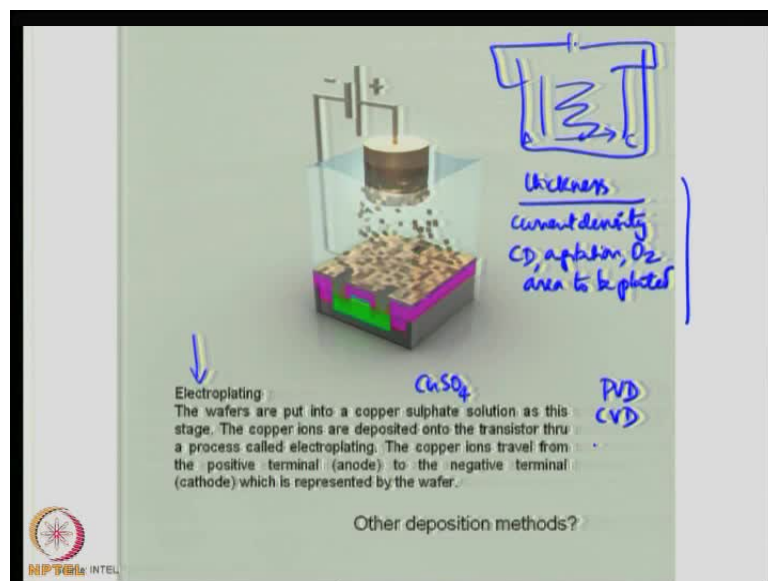 - +
A C
thickness
current density
CD, agitation, O2
area to be plated
Electroplating
CuSO4
The wafers are put into a copper sulphate solution as this
stage. The copper ions are deposited onto the transistor thru
a process called electroplating. The copper ions travel from
the positive terminal (anode) to the negative terminal
(cathode) which is represented by the wafer.
PVD
CVD
Other deposition methods?
NPTEL
INTEL